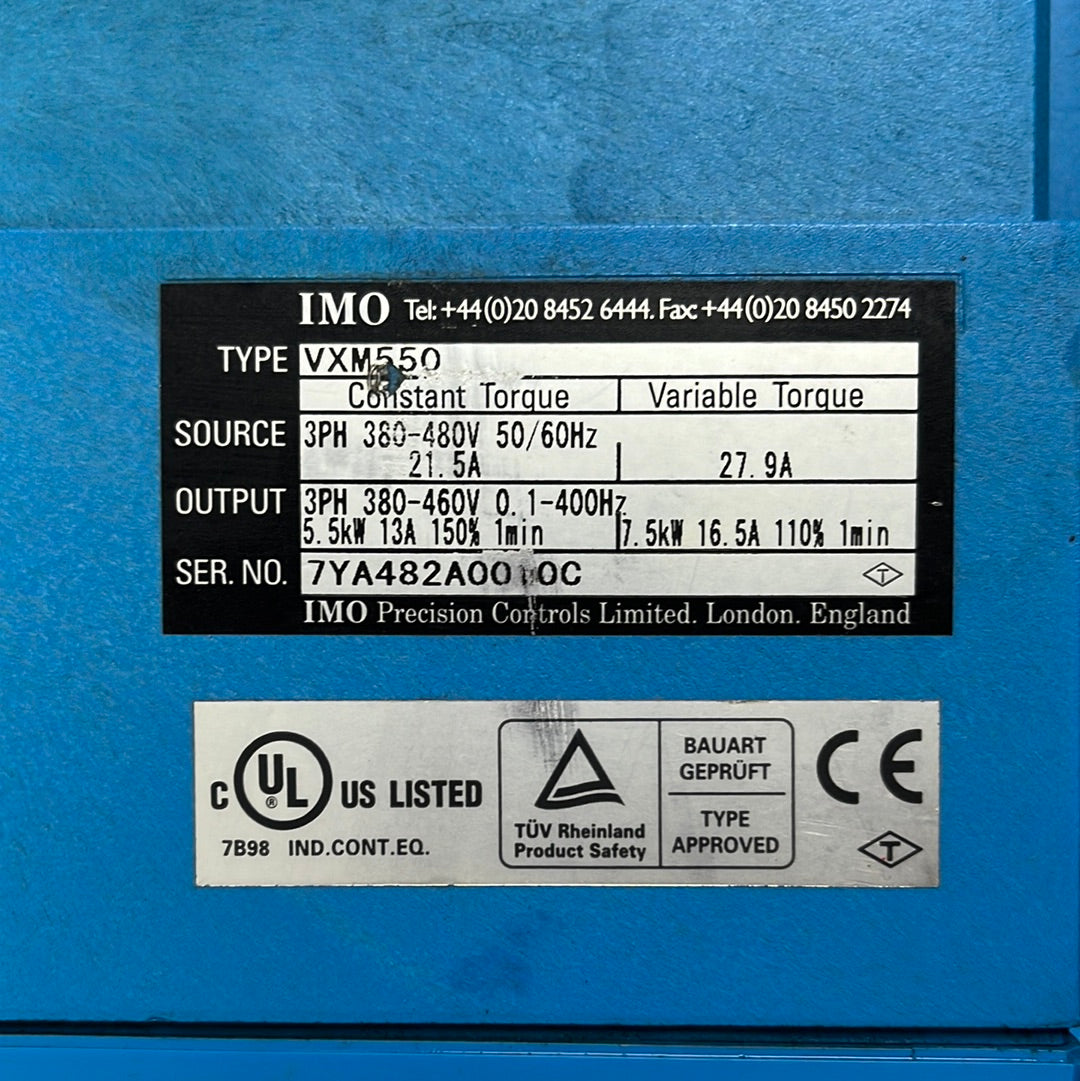 IMO Tel: +44(0)20 8452 6444. Fax: +44(0)20 8450 2274
TYPE VXM550
Constant Torque Variable Torque
SOURCE 3PH 380-480V 50/60Hz
21.5A 27.9A
OUTPUT 3PH 380-460V 0.1-400Hz
5.5kW 13A 150% 1min 7.5kW 16.5A 110% 1min
SER. NO.
IMO Precision Controls Limited. London. England
C UL ® US LISTED
7B98 IND.CONT.EQ.
TÜV Rheinland
Product Safety
BAUART
GEPRÜFT
TYPE
APPROVED
CE
T
T